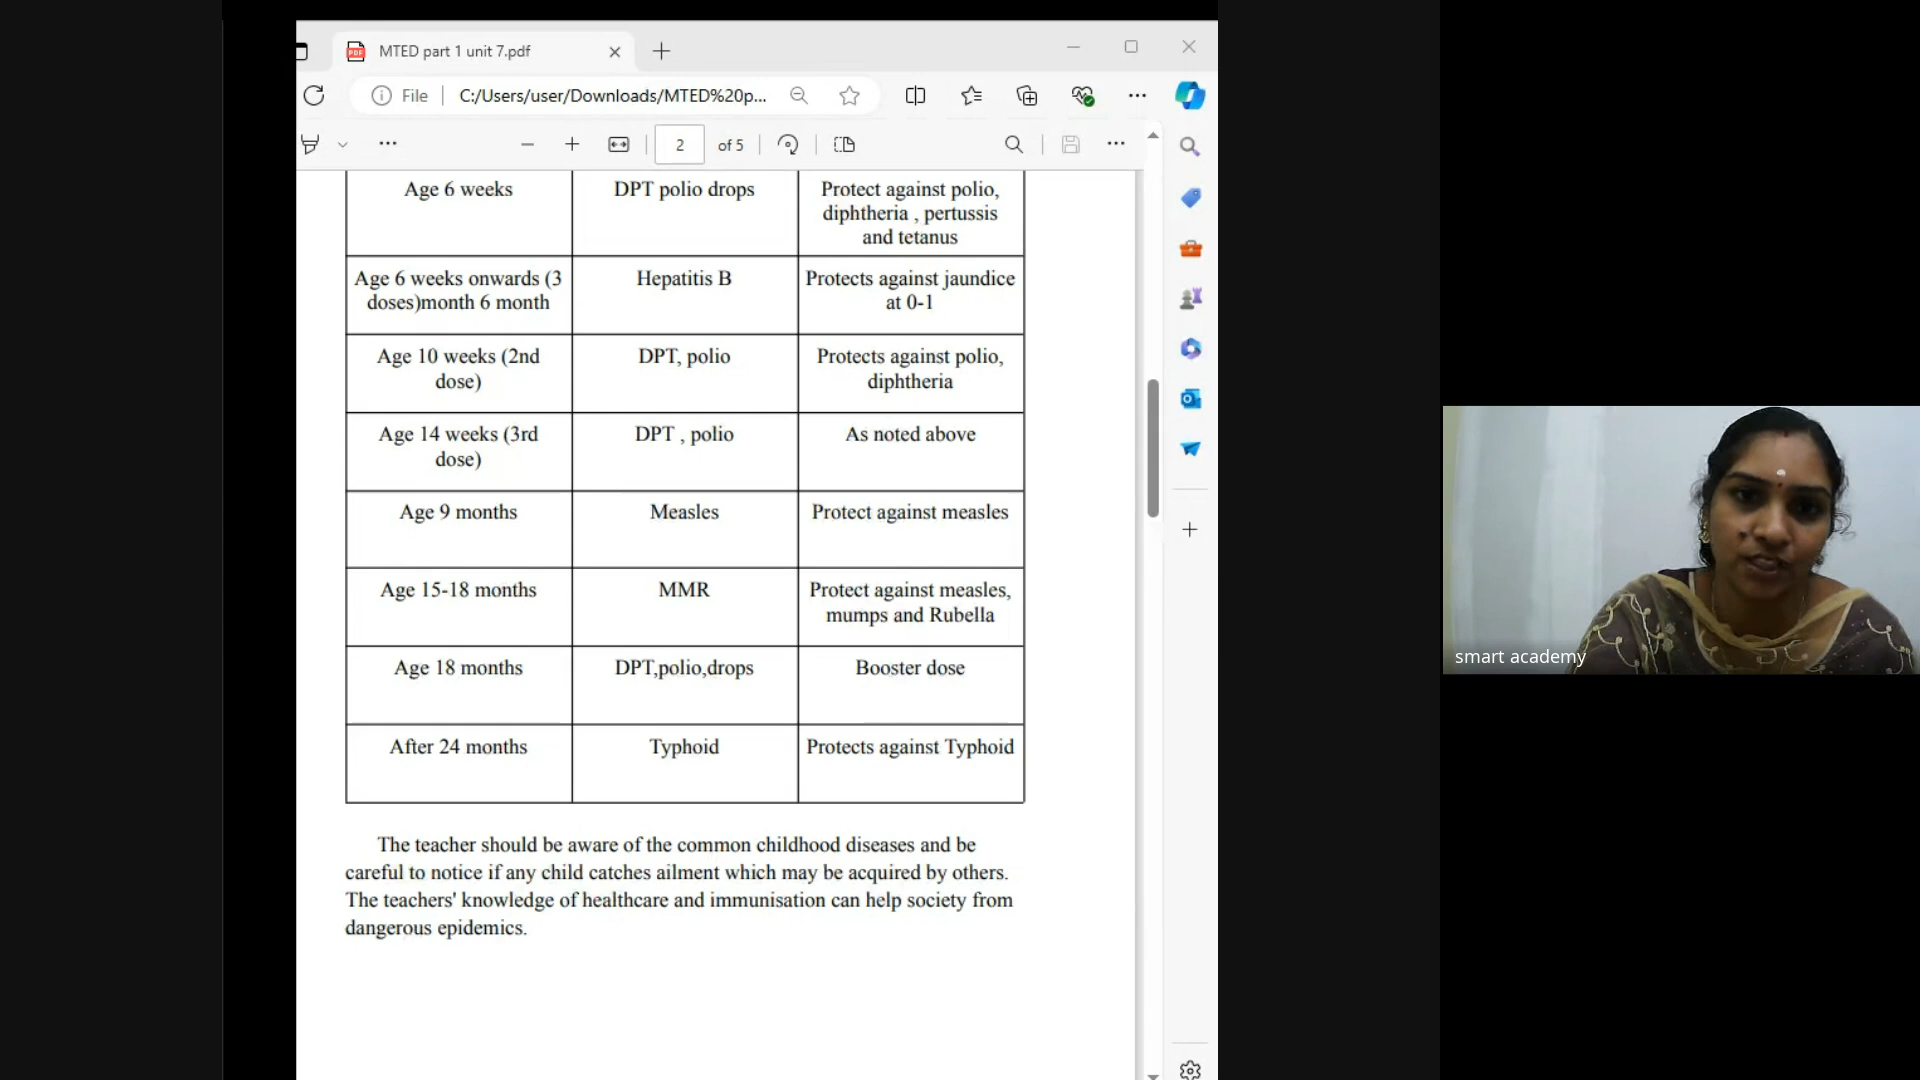 MTED part 1 unit 7.pdf
File
C:/Users/user/Downloads/MTED%20p...
2 of 5
Age 6 weeks
DPT polio drops
Protect against polio,
diphtheria , pertussis
and tetanus
Age 6 weeks onwards (3
doses)month 6 month
Hepatitis B
Protects against jaundice
at 0-1
Age 10 weeks (2nd
dose)
DPT, polio
Protects against polio,
diphtheria
Age 14 weeks (3rd
dose)
DPT , polio
As noted above
Age 9 months
Measles
Protect against measles
Age 15-18 months
MMR
Protect against measles,
mumps and Rubella
Age 18 months
DPT,polio,drops
Booster dose
After 24 months
Typhoid
Protects against Typhoid
The teacher should be aware of the common childhood diseases and be
careful to notice if any child catches ailment which may be acquired by others.
The teachers' knowledge of healthcare and immunisation can help society from
dangerous epidemics.
smart academy